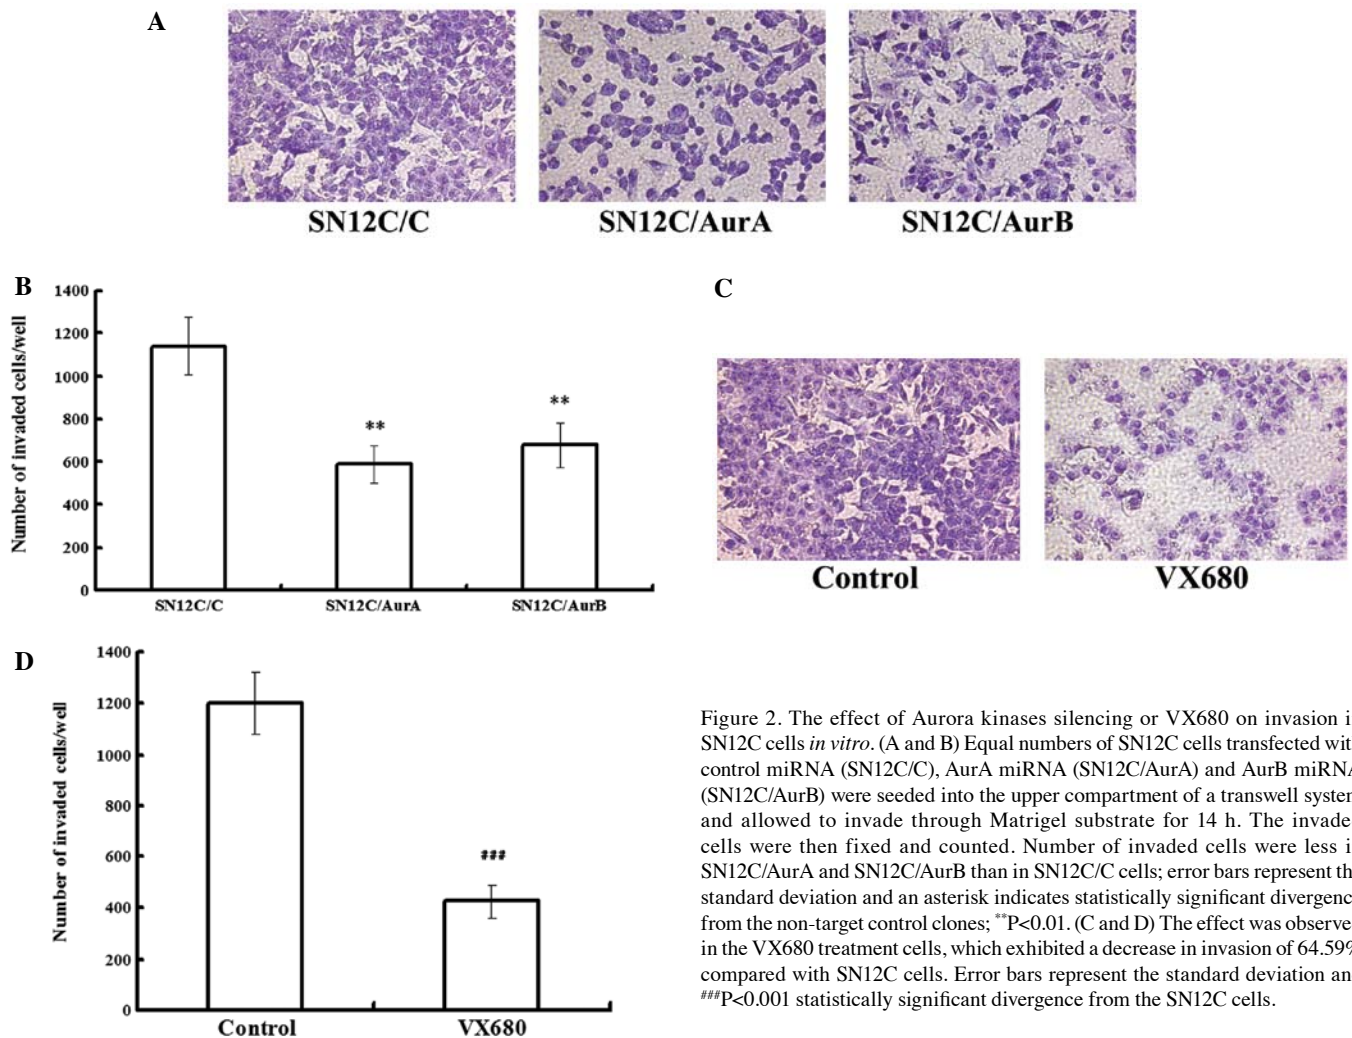 A
SN12C/C
SN12C/AurA
SN12C/AurB
B
Number of invaded cells/well
1400
1200
1000
800
600
400
200
0
**
**
SN12C/C
SN12C/AurA
SN12C/AurB
C
Control
VX680
D
Number of invaded cells/well
1400
1200
1000
800
600
400
200
0
###
Control
VX680
Figure 2. The effect of Aurora kinases silencing or VX680 on invasion i
SN12C cells in vitro. (A and B) Equal numbers of SN12C cells transfected wit
control miRNA (SN12C/C), AurA miRNA (SN12C/AurA) and AurB miRNA
(SN12C/AurB) were seeded into the upper compartment of a transwell system
and allowed to invade through Matrigel substrate for 14 h. The invade
cells were then fixed and counted. Number of invaded cells were less i
SN12C/AurA and SN12C/AurB than in SN12C/C cells; error bars represent th
standard deviation and an asterisk indicates statistically significant divergenc
from the non-target control clones; **P<0.01. (C and D) The effect was observe
in the VX680 treatment cells, which exhibited a decrease in invasion of 64.59%
compared with SN12C cells. Error bars represent the standard deviation an
###P<0.001 statistically significant divergence from the SN12C cells.